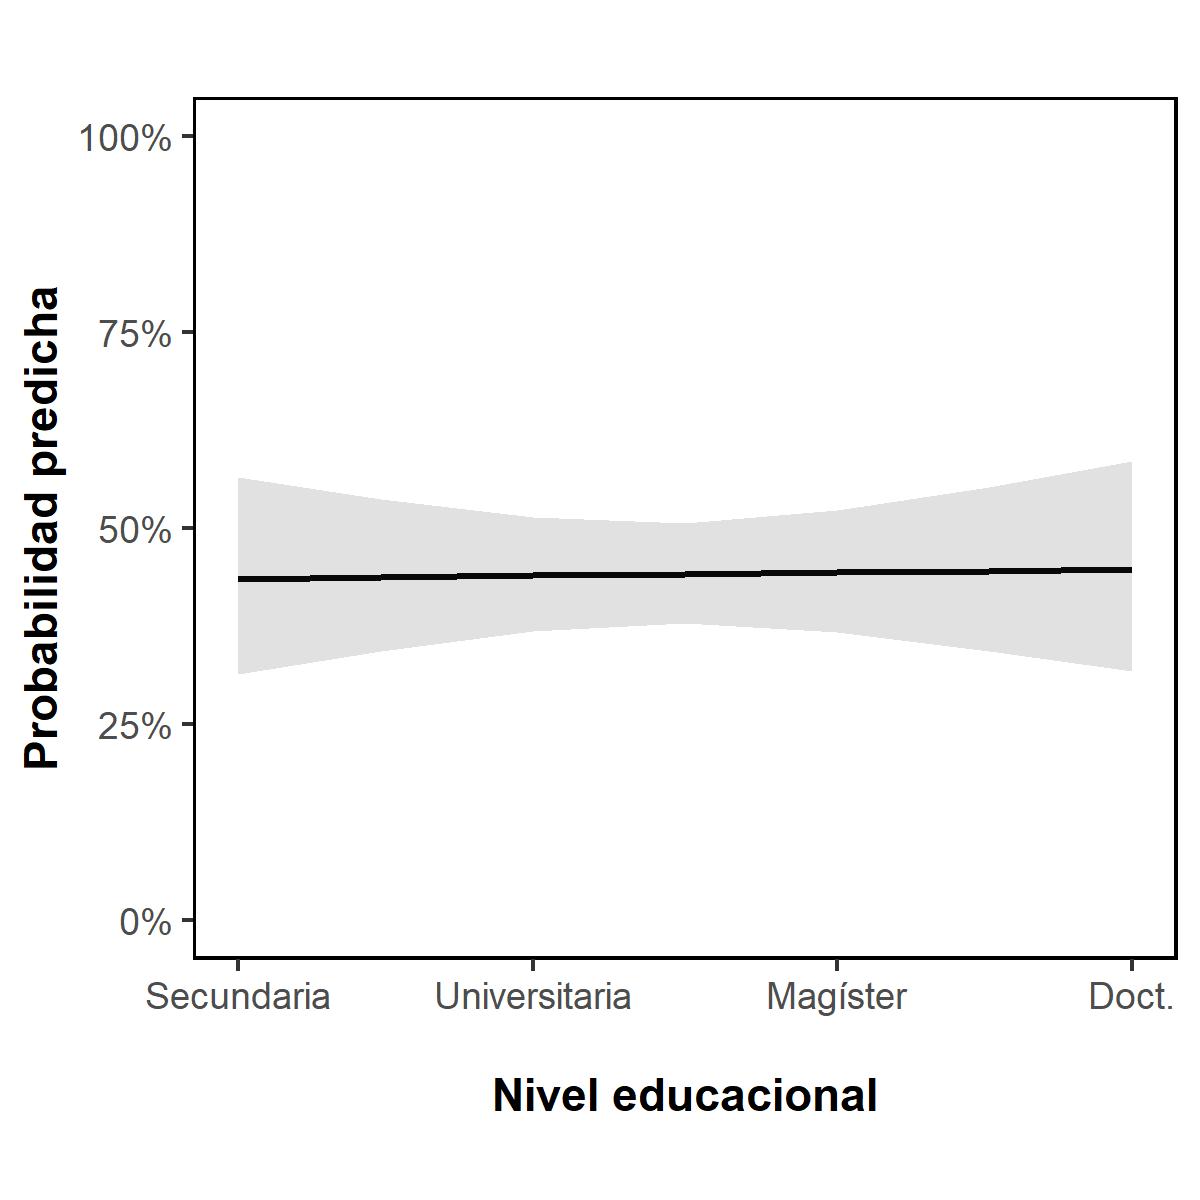 Probabilidad predicha
100%
75%
50%
25%
0%
Secundaria
Universitaria
Magíster
Doct.
Nivel educacional